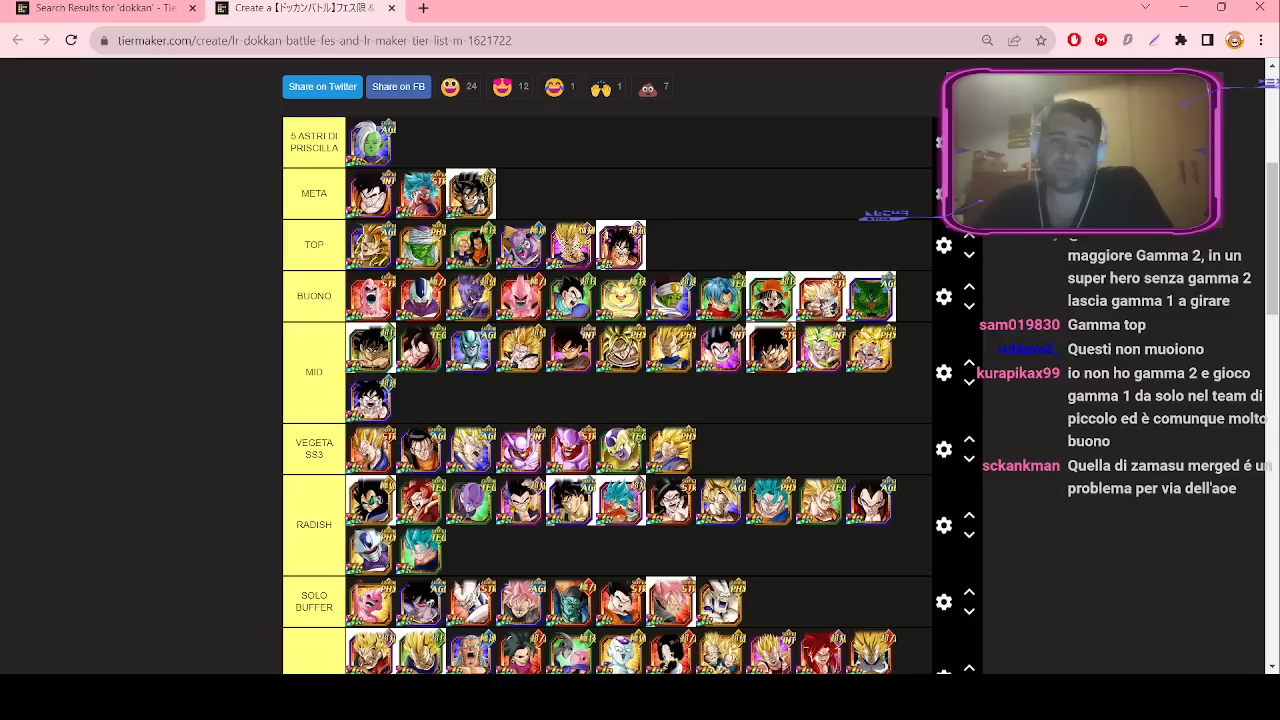 Search Results for 'dokkan' - Tie
Create a 【ドッカンバトル】フェス限 &
tiermaker.com/create/lr-dokkan-battle-fes-and-lr-maker-tier-list-m-1621722
Share on Twitter
Share on FB
24
12
1
1
7
5 ASTRI DI
PRISCILLA
META
TOP
BUONO
MID
VEGETA
SS3
RADISH
SOLO
BUFFER
maggiore Gamma 2, in un
super hero senza gamma 2
lascia gamma 1 a girare
sam019830 Gamma top
Questi non muoiono
kurapikax99 io non ho gamma 2 e gioco
gamma 1 da solo nel team di
piccolo ed è comunque molto
buono
sckankman Quella di zamasu merged é un
problema per via dell'aoe